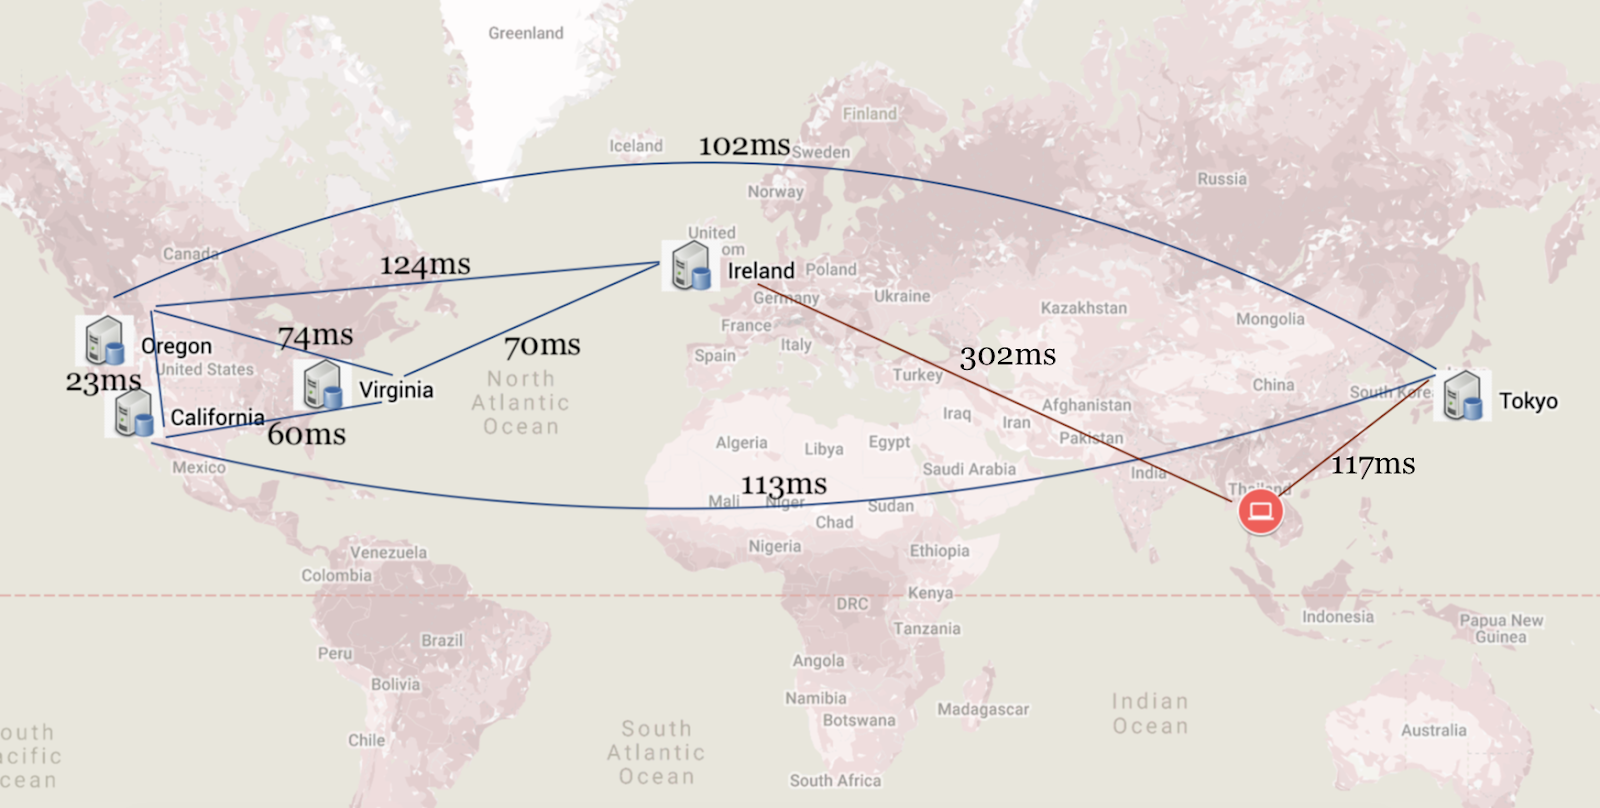 Greenland
Finland
Iceland
102ms
Sweden
Norway
Russia
United
om
Canada
124ms
Ireland
Poland
Germany
Ukraine
Kazakhstan
Mongolia
France
74ms
Oregon
70ms
Italy
302ms
Spain
United States
23ms
Virginia
North
Atlantic
Ocean
Turkey
China
South Kore
Tokyo
California
60ms
Iraq
Afghanistan
Iran
Pakistan
Algeria
Libya
Egypt
Mexico
Saudi Arabia
India
117ms
113ms
Thailand
Mali
Niger
Sudan
Chad
Nigeria
Ethiopia
Venezuela
Colombia
DRC
Kenya
Indonesia
Papua New
Guinea
Tanzania
Brazil
Peru
Angola
Bolivia
Namibia
Botswana
Madagascar
Indian
Ocean
outh
acific
cean
Chile
South
Atlantic
Ocean
Australia
South Africa